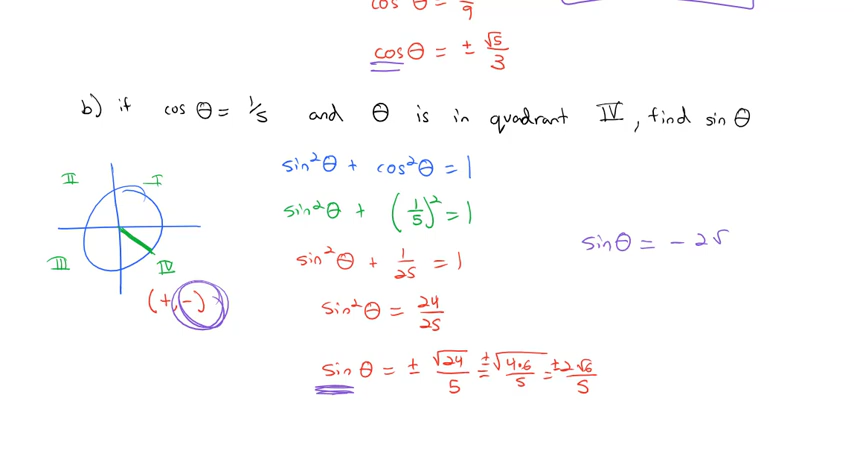 cos θ = /9
cos θ = ± √5/3
b) if cos θ = 1/5 and θ is in quadrant IV, find sin θ
II I
III IV
(+, -)
sin²θ + cos²θ = 1
sin²θ + (1/5)² = 1
sin²θ + 1/25 = 1
sin²θ = 24/25
sin θ = ± √24/5 = ± √4·6/5 = ± 2√6/5
sin θ = - 2√